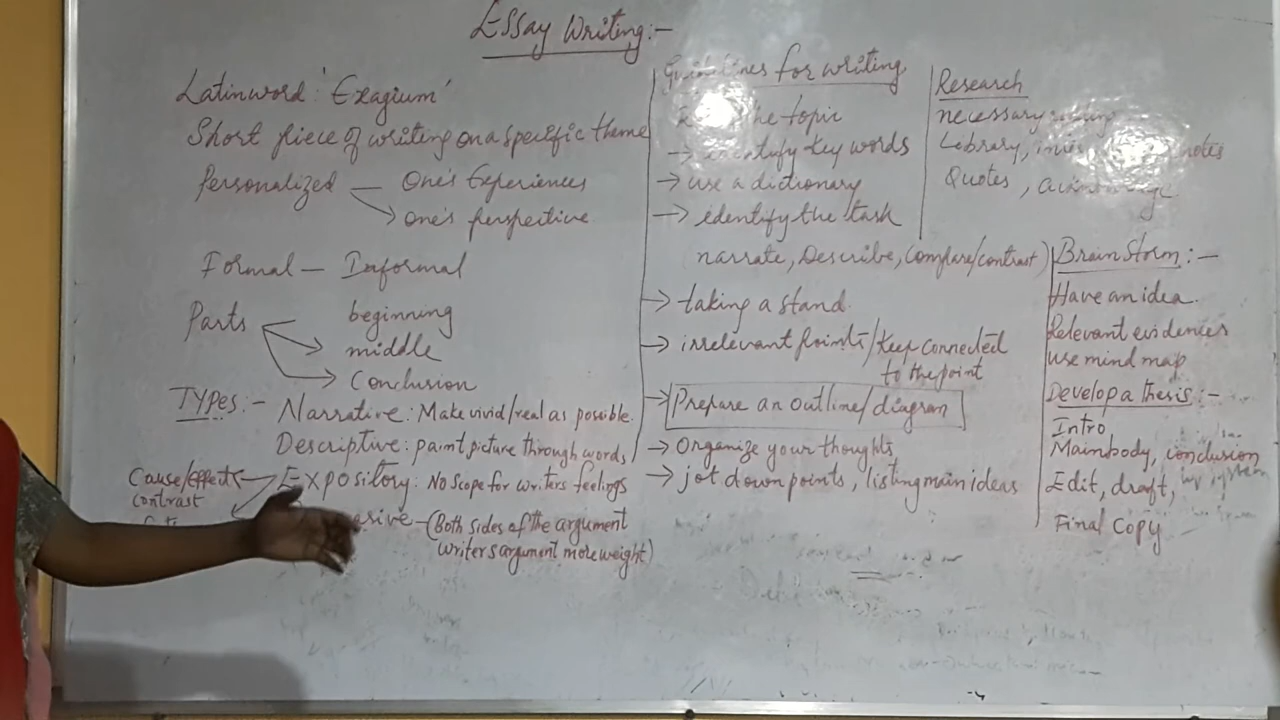 Essay Writing:-
Latin word 'Exagium'
Short piece of writing on a specific theme
Personalized — One's Experiences
→ one's perspective
Formal — Informal
Parts beginning
→ middle
→ Conclusion
TYPES:- Narrative: Make vivid/real as possible.
Descriptive: paint picture through words
Cause/Effect ← Expository: No scope for writers feelings
contrast
(Both sides of the argument
writers argument more weight)
Guidelines for writing
the topic
→ identify key words
→ use a dictionary
→ identify the task
narrate, Describe, compare/contrast)
→ taking a stand
→ irrelevant points/keep connected
to the point
→ Prepare an outline/diagram
→ Organize your thoughts
→ jot down points, listing main ideas
Research
necessary reading
Library, notes
Quotes,
Brain Storm:-
Have an idea.
Relevant evidences
use mind map
Develop a thesis:-
Intro
Mainbody, conclusion
Edit, draft,
Final Copy